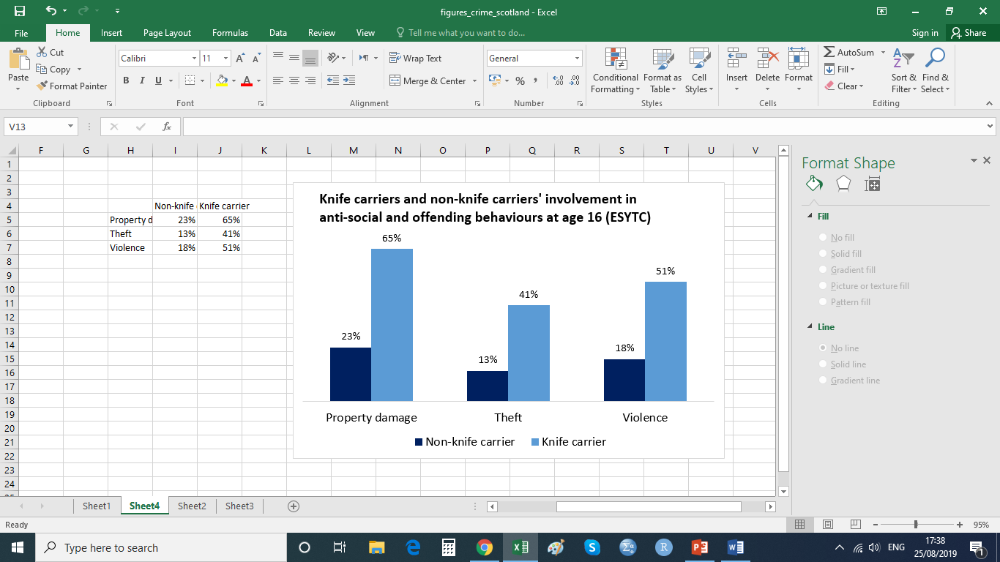 figures_crime_scotland - Excel
File Home Insert Page Layout Formulas Data Review View Tell me what you want to do... Sign in Share
Paste
Cut
Copy
Format Painter
Clipboard
Calibri 11
B I U
Font
Wrap Text
Merge & Center
Alignment
General
%
Number
Conditional Formatting
Format as Table
Cell Styles
Styles
Insert Delete Format
Cells
AutoSum
Fill
Clear
Sort & Filter
Find & Select
Editing
V13 fx
F G H I J K L M N O P Q R S T U V
1
2
3
4 Non-knife Knife carrier
5 Property d 23% 65%
6 Theft 13% 41%
7 Violence 18% 51%
8
9
10
11
12
13
14
15
16
17
18
19
20
21
22
23
24
Knife carriers and non-knife carriers' involvement in
anti-social and offending behaviours at age 16 (ESYTC)
65%
51%
41%
23%
18%
13%
Property damage Theft Violence
Non-knife carrier Knife carrier
Format Shape
Fill
No fill
Solid fill
Gradient fill
Picture or texture fill
Pattern fill
Line
No line
Solid line
Gradient line
Sheet1 Sheet4 Sheet2 Sheet3
Ready 95%
Type here to search
ENG
17:38
25/08/2019